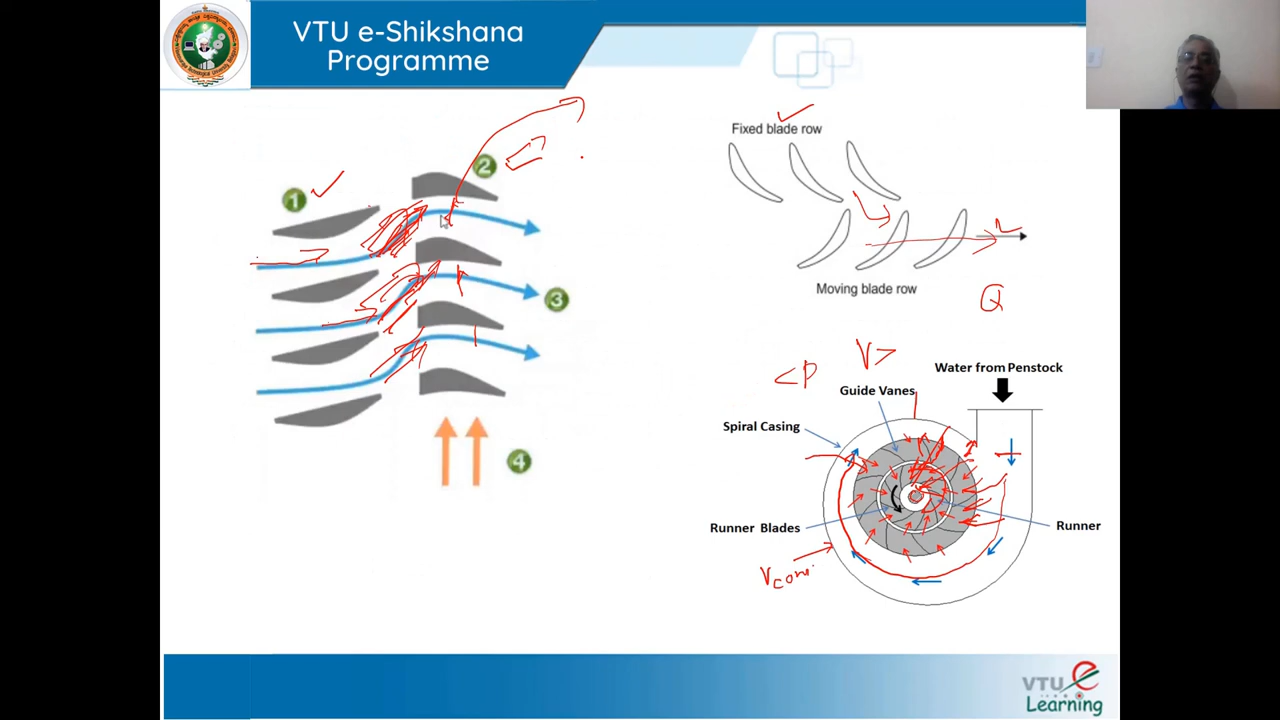 VTU e-Shikshana
Programme
1
2
3
4
Fixed blade row
Moving blade row
Q
<P
V>
Water from Penstock
Guide Vanes
Spiral Casing
Runner Blades
Runner
VTU e
Learning